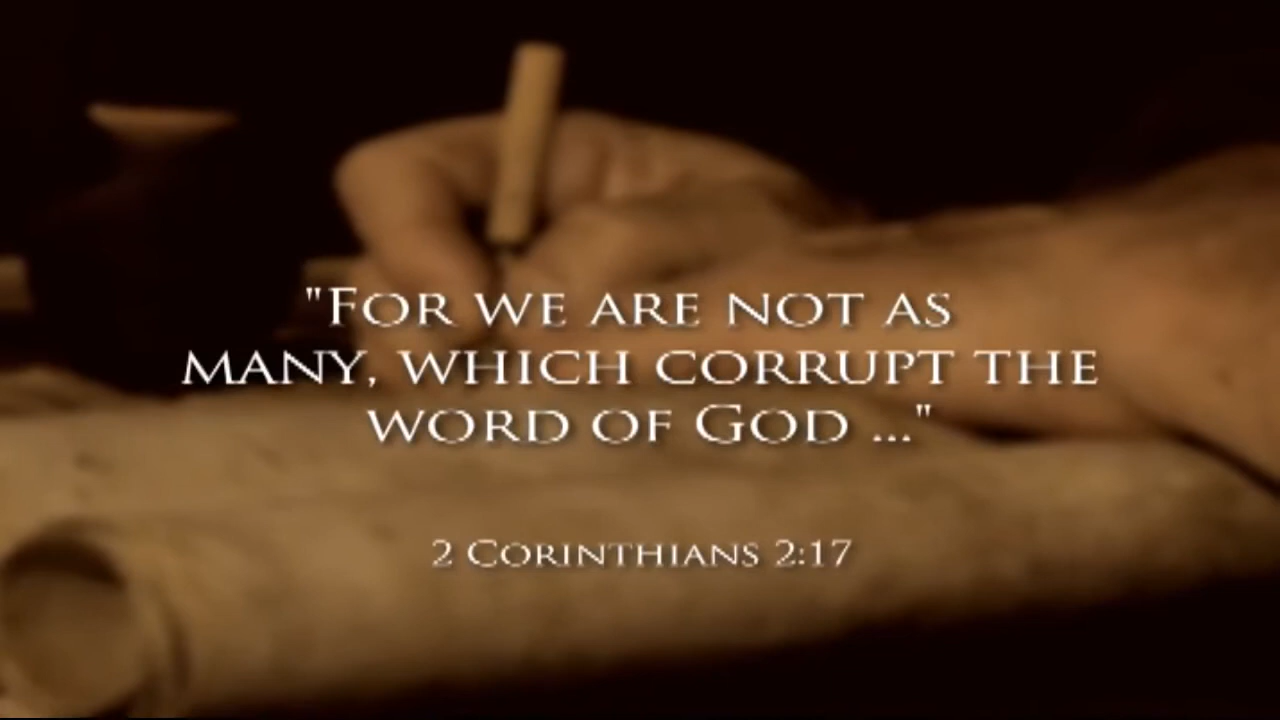 "For we are not as
many, which corrupt the
word of God ..."
2 Corinthians 2:17